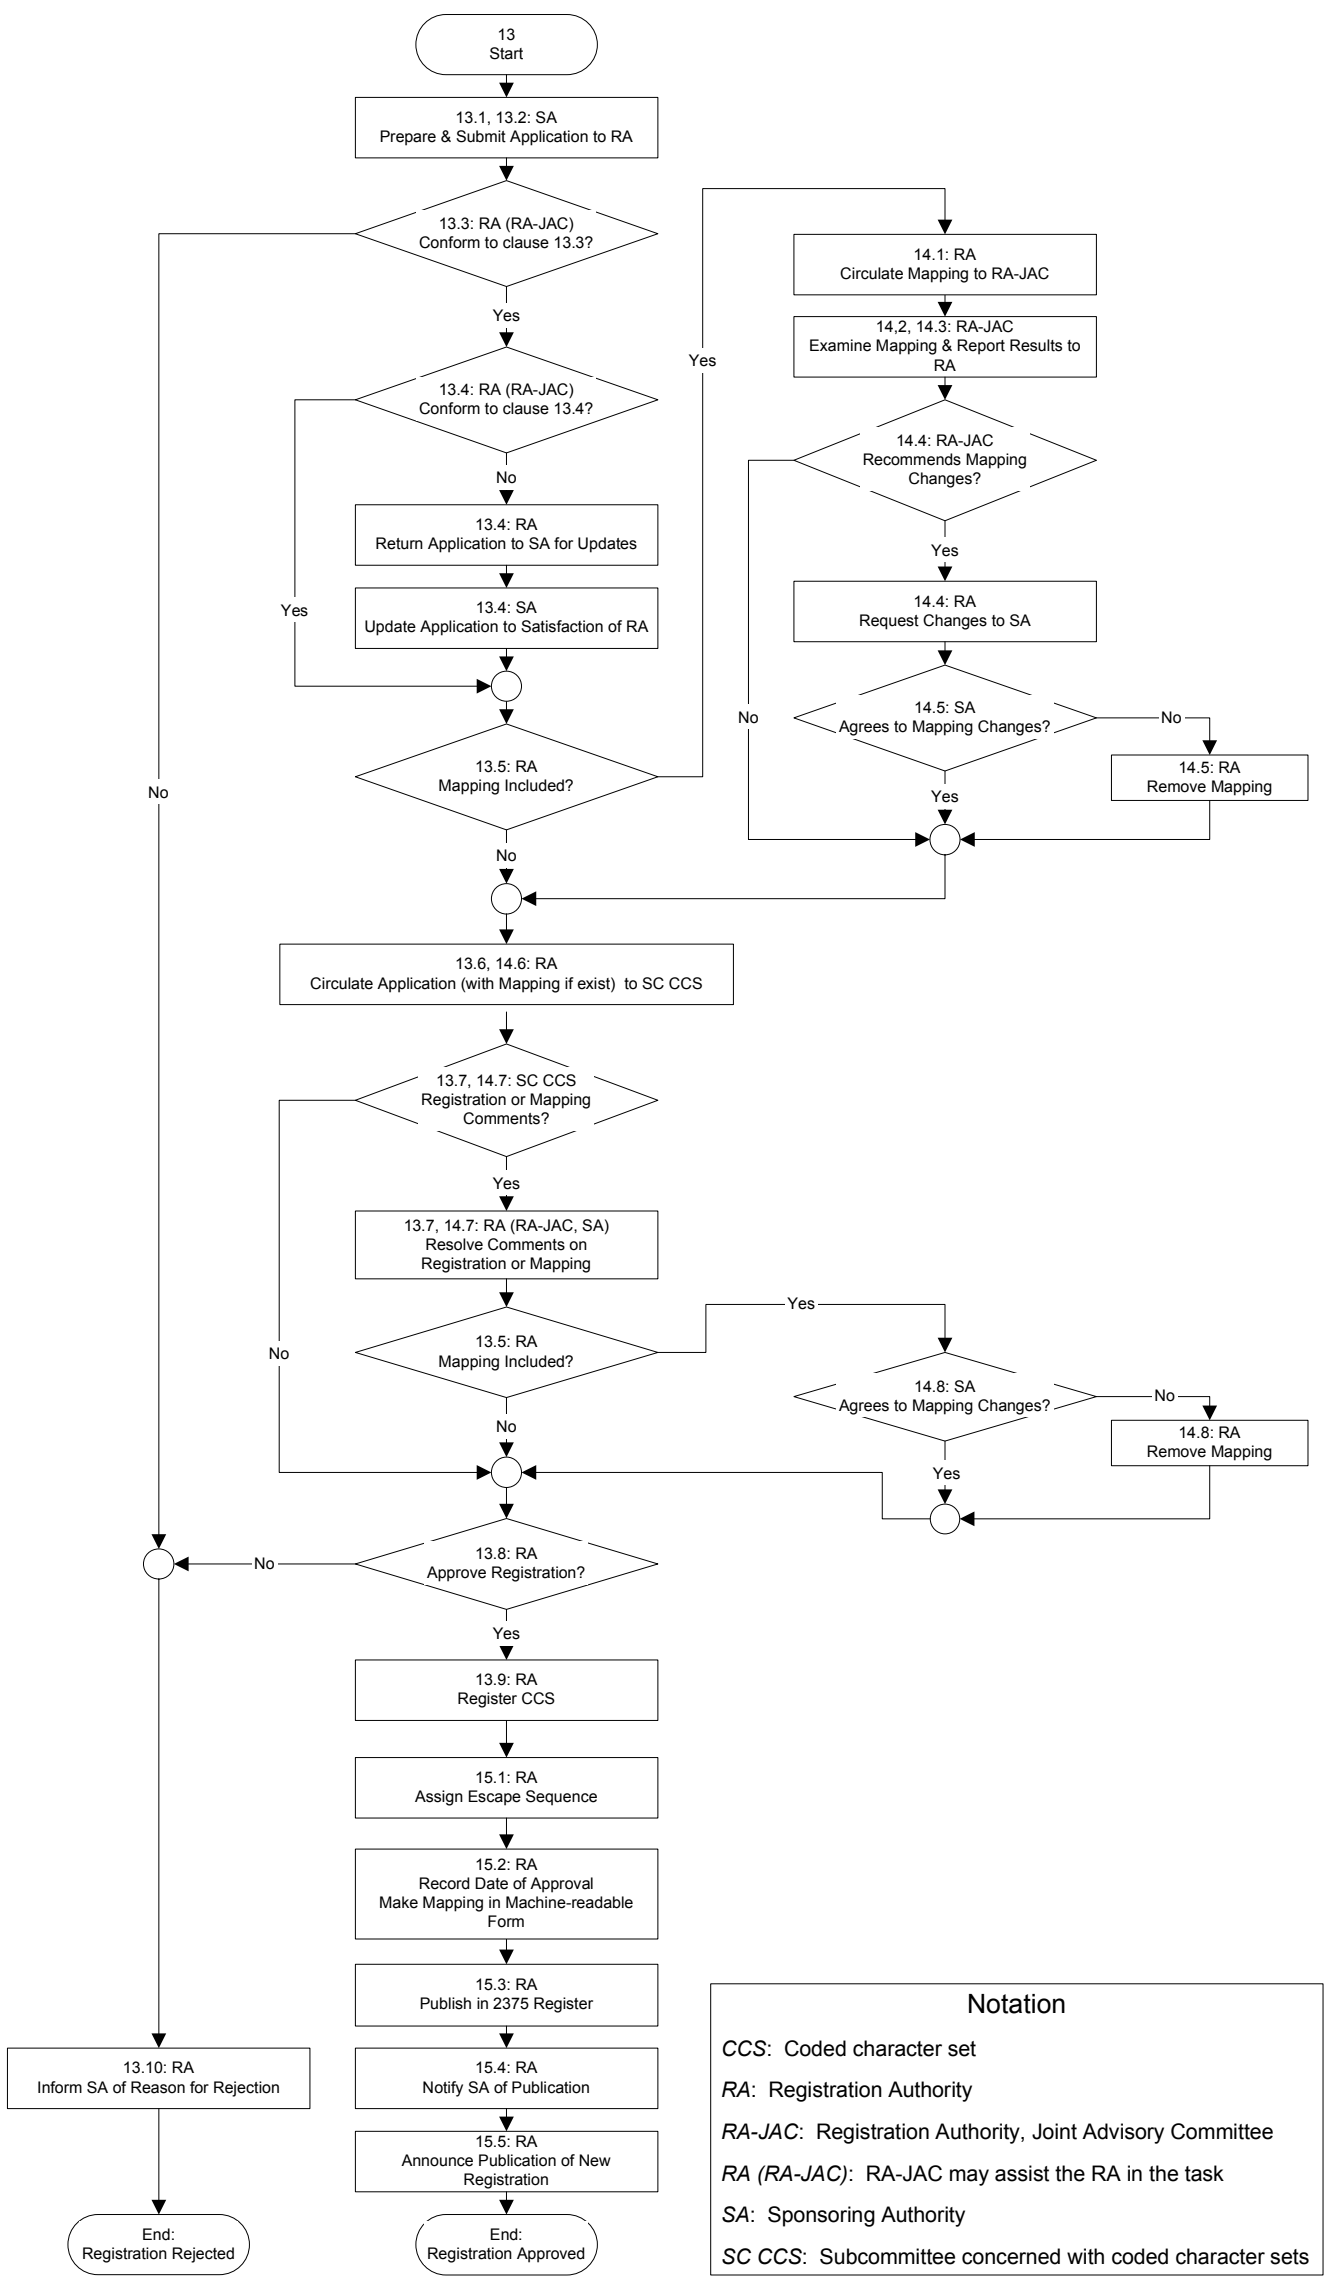 13
Start
13.1, 13.2: SA
Prepare & Submit Application to RA
13.3: RA (RA-JAC)
Conform to clause 13.3?
Yes
13.4: RA (RA-JAC)
Conform to clause 13.4?
No
13.4: RA
Return Application to SA for Updates
Yes
13.4: SA
Update Application to Satisfaction of RA
13.5: RA
Mapping Included?
No
No
Yes
14.1: RA
Circulate Mapping to RA-JAC
14,2, 14.3: RA-JAC
Examine Mapping & Report Results to
RA
14.4: RA-JAC
Recommends Mapping
Changes?
Yes
14.4: RA
Request Changes to SA
No
14.5: SA
Agrees to Mapping Changes?
No
14.5: RA
Remove Mapping
Yes
13.6, 14.6: RA
Circulate Application (with Mapping if exist)  to SC CCS
13.7, 14.7: SC CCS
Registration or Mapping
Comments?
Yes
13.7, 14.7: RA (RA-JAC, SA)
Resolve Comments on
Registration or Mapping
No
13.5: RA
Mapping Included?
No
Yes
14.8: SA
Agrees to Mapping Changes?
No
14.8: RA
Remove Mapping
Yes
13.8: RA
Approve Registration?
No
Yes
13.9: RA
Register CCS
15.1: RA
Assign Escape Sequence
15.2: RA
Record Date of Approval
Make Mapping in Machine-readable
Form
15.3: RA
Publish in 2375 Register
15.4: RA
Notify SA of Publication
15.5: RA
Announce Publication of New
Registration
End:
Registration Approved
13.10: RA
Inform SA of Reason for Rejection
End:
Registration Rejected
Notation
CCS:  Coded character set
RA:  Registration Authority
RA-JAC:  Registration Authority, Joint Advisory Committee
RA (RA-JAC):  RA-JAC may assist the RA in the task
SA:  Sponsoring Authority
SC CCS:  Subcommittee concerned with coded character sets